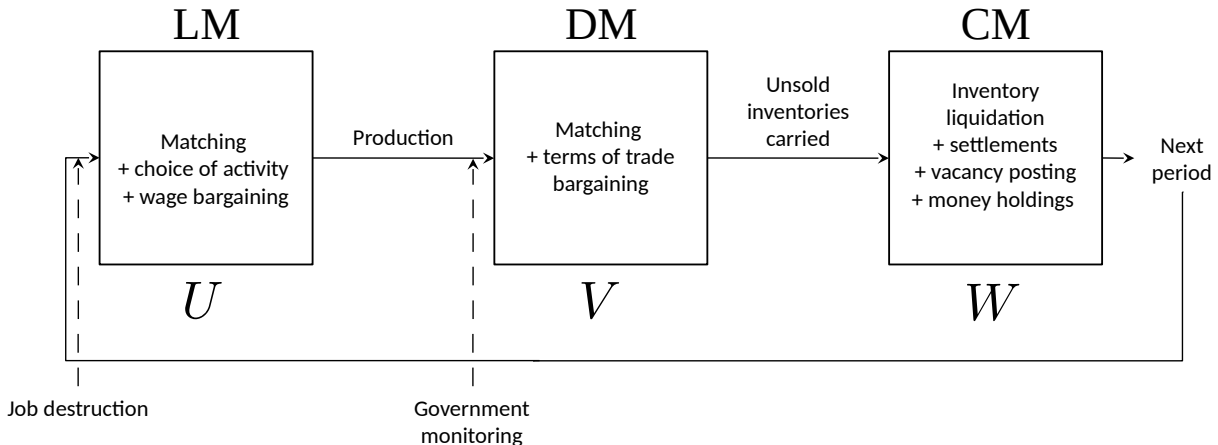 LM
DM
CM
Matching
+ choice of activity
+ wage bargaining
Production
Matching
+ terms of trade
bargaining
Unsold
inventories
carried
Inventory
liquidation
+ settlements
+ vacancy posting
+ money holdings
Next
period
U
V
W
Job destruction
Government
monitoring